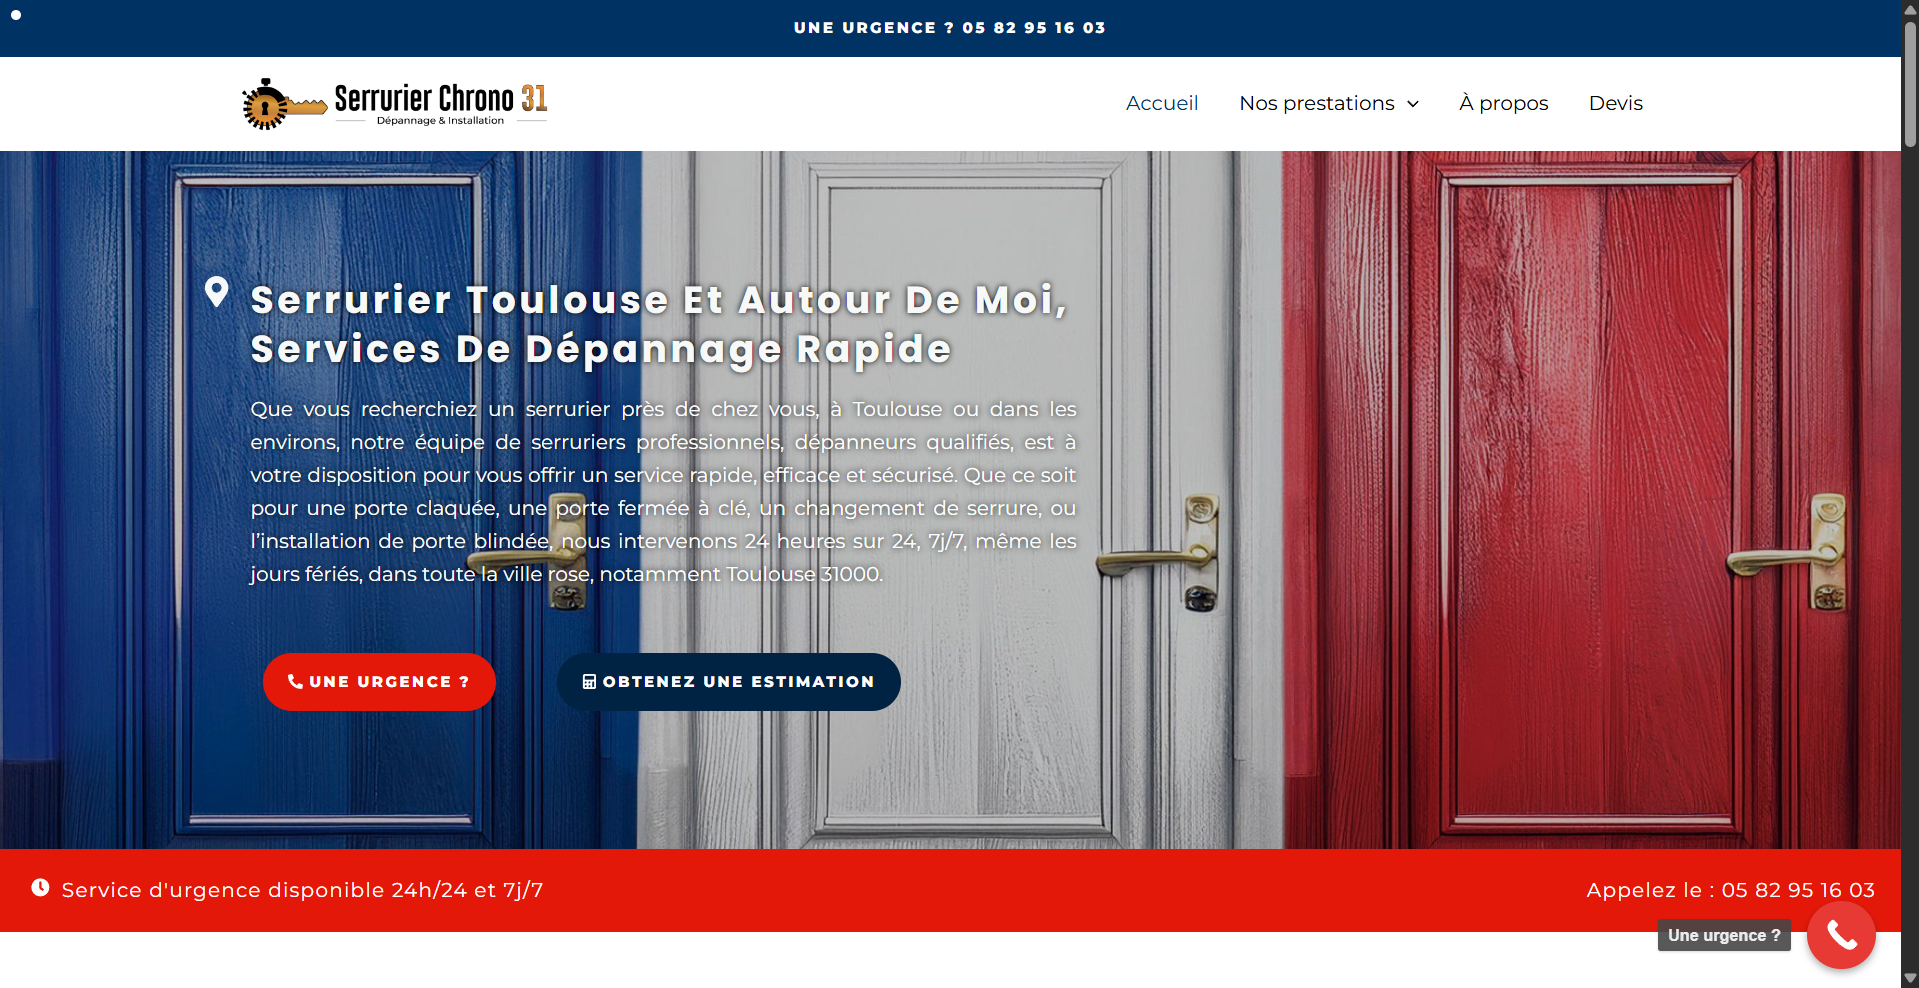 UNE URGENCE ? 05 82 95 16 03
Serrurier Chrono 31
Dépannage & Installation
Accueil
Nos prestations
À propos
Devis
Serrurier Toulouse Et Autour De Moi,
Services De Dépannage Rapide
Que vous recherchiez un serrurier près de chez vous, à Toulouse ou dans les
environs, notre équipe de serruriers professionnels, dépanneurs qualifiés, est à
votre disposition pour vous offrir un service rapide, efficace et sécurisé. Que ce soit
pour une porte claquée, une porte fermée à clé, un changement de serrure, ou
l’installation de porte blindée, nous intervenons 24 heures sur 24, 7j/7, même les
jours fériés, dans toute la ville rose, notamment Toulouse 31000.
UNE URGENCE ?
OBTENEZ UNE ESTIMATION
Service d'urgence disponible 24h/24 et 7j/7
Appelez le : 05 82 95 16 03
Une urgence ?